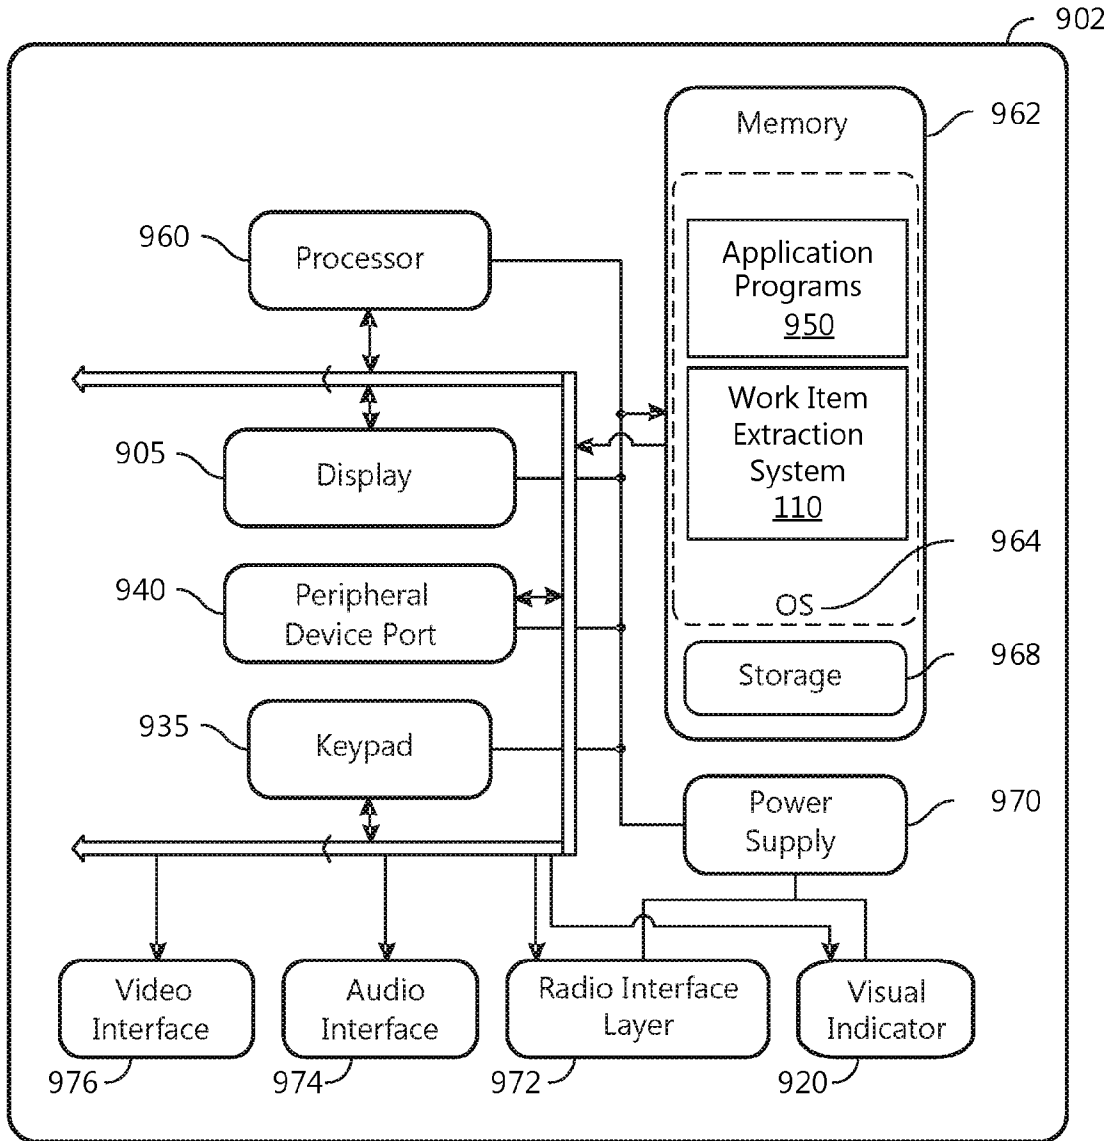 902
Memory
962
960
Processor
Application
Programs
950
905
Display
Work Item
Extraction
System
110
964
940
Peripheral
Device Port
OS
968
Storage
935
Keypad
Power
Supply
970
Video
Interface
Audio
Interface
Radio Interface
Layer
Visual
Indicator
976
974
972
920